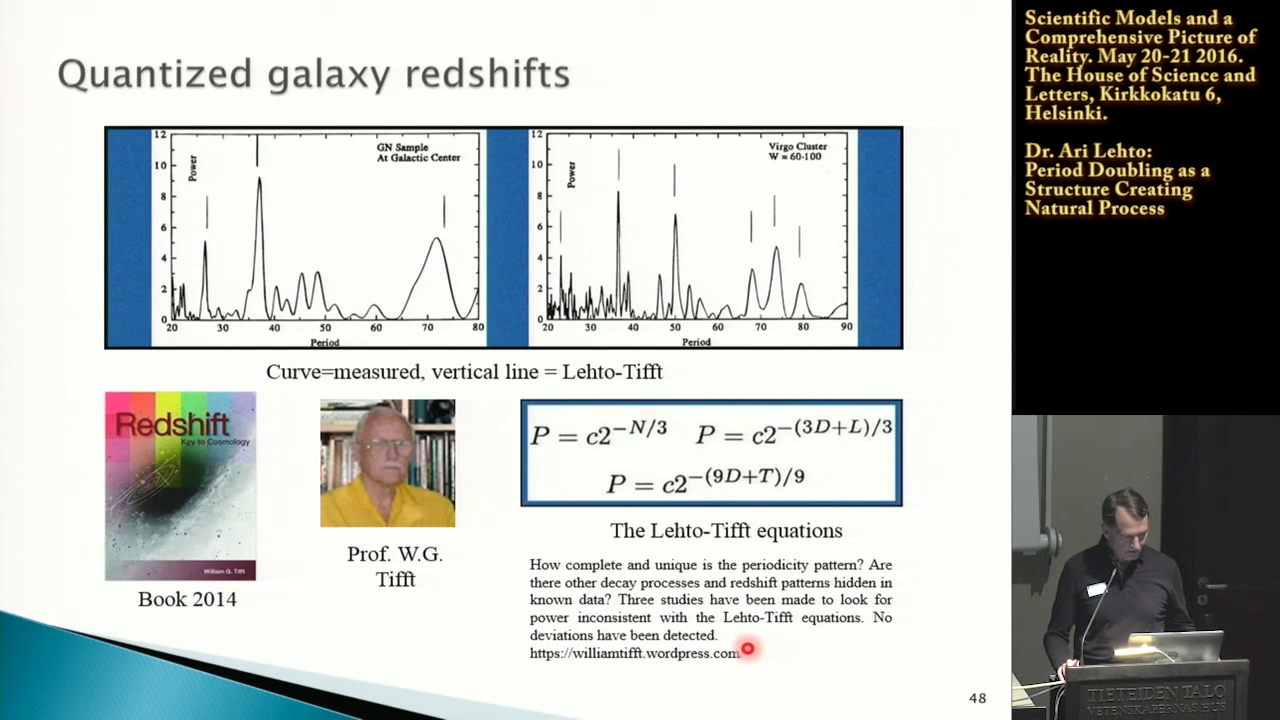 Quantized galaxy redshifts
12
10
8
6
4
2
0
Power
GN Sample
At Galactic Center
20 30 40 50 60 70 80
Period
12
10
8
6
4
2
0
Power
Virgo Cluster
W = 60-100
20 30 40 50 60 70 80 90
Period
Curve=measured, vertical line = Lehto-Tifft
Redshift
Key to Cosmology
William G. Tifft
Book 2014
Prof. W.G.
Tifft
P = c2^{-N/3} P = c2^{-(3D+L)/3}
P = c2^{-(9D+T)/9}
The Lehto-Tifft equations
How complete and unique is the periodicity pattern? Are
there other decay processes and redshift patterns hidden in
known data? Three studies have been made to look for
power inconsistent with the Lehto-Tifft equations. No
deviations have been detected.
https://williamtifft.wordpress.com
48
Scientific Models and a
Comprehensive Picture of
Reality. May 20-21 2016.
The House of Science and
Letters, Kirkkokatu 6,
Helsinki.
Dr. Ari Lehto:
Period Doubling as a
Structure Creating
Natural Process
TIETEIDEN TALO
VETENSKAPERNAS HUS